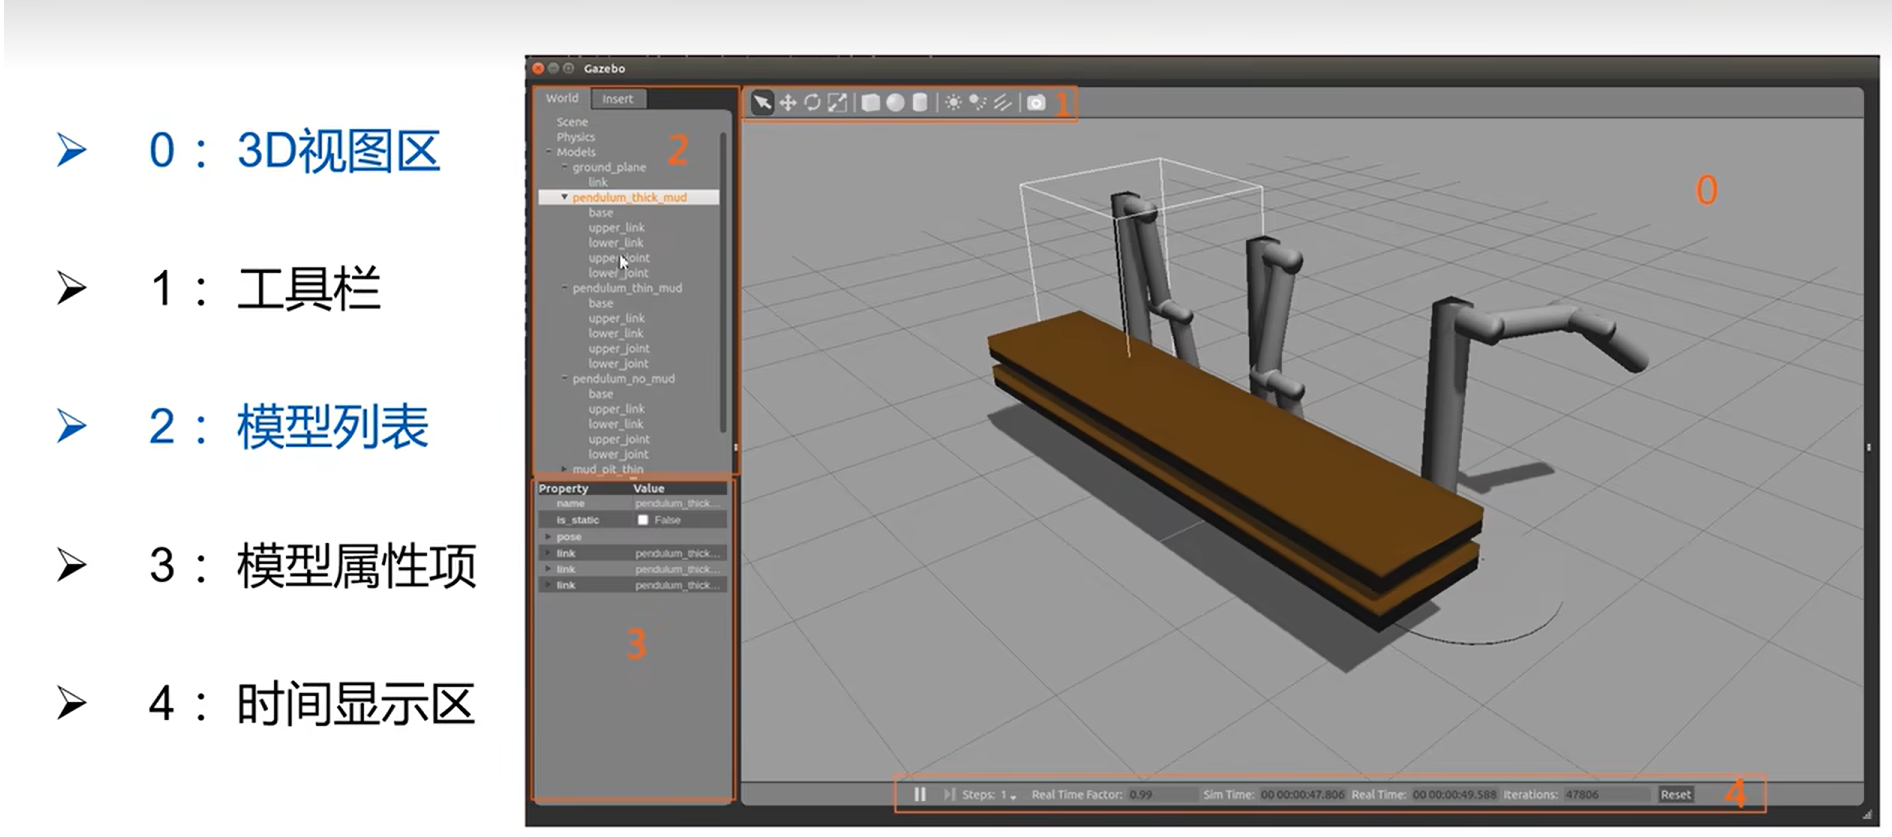 0：3D视图区
1：工具栏
2：模型列表
3：模型属性项
4：时间显示区
Gazebo
World Insert
1
Scene
Physics
2
Models
ground_plane
link
pendulum_thick_mud
0
base
upper_link
lower_link
upper_joint
lower_joint
pendulum_thin_mud
base
upper_link
lower_link
upper_joint
lower_joint
pendulum_no_mud
base
upper_link
lower_link
upper_joint
lower_joint
mud_pit_thin
Property Value
name pendulum_thick...
is_static False
pose
link pendulum_thick...
link pendulum_thick...
link pendulum_thick...
3
Steps: 1 Real Time Factor: 0.99 Sim Time: 00 00:00:47.806 Real Time: 00 00:00:49.588 Iterations: 47806 Reset 4